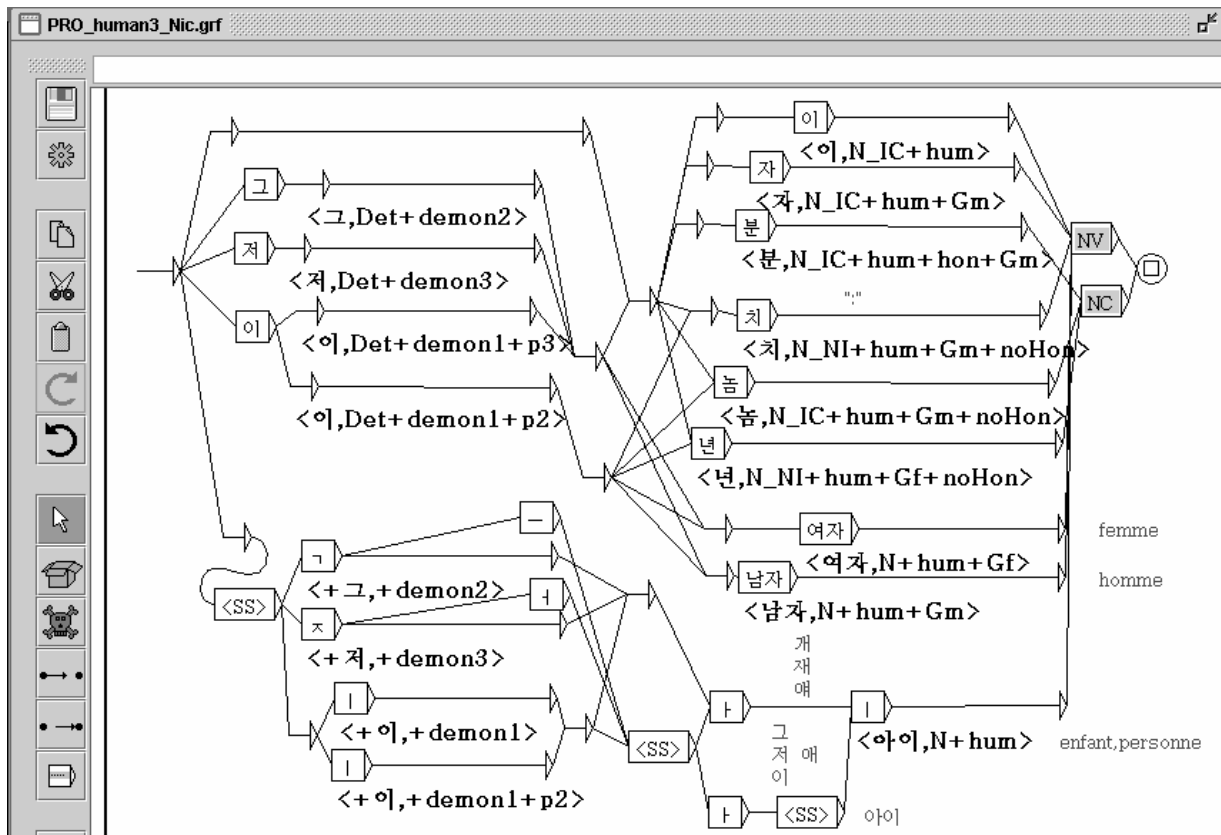 PRO_human3_Nic.grf
이
<이,N_IC+hum>
그
자
<그,Det+demon2>
<자,N_IC+hum+Gm>
저
분
NV
<저,Det+demon3>
<분,N_IC+hum+hon+Gm>
";"
NC
이
치
<이,Det+demon1+p3>
<치,N_NI+hum+Gm+noHon>
놈
<이,Det+demon1+p2>
<놈,N_IC+hum+Gm+noHon>
년
<년,N_NI+hum+Gf+noHon>
ㅡ
여자
femme
ㄱ
<여자,N+hum+Gf>
<+그,+demon2>
남자
homme
<SS>
ㅓ
<남자,N+hum+Gm>
ㅈ
<+저,+demon3>
개
재
얘
ㅣ
ㅏ
ㅣ
<+이,+demon1>
<아이,N+hum>
enfant,personne
그
저 애
이
<SS>
ㅣ
<+이,+demon1+p2>
ㅏ
<SS>
아이